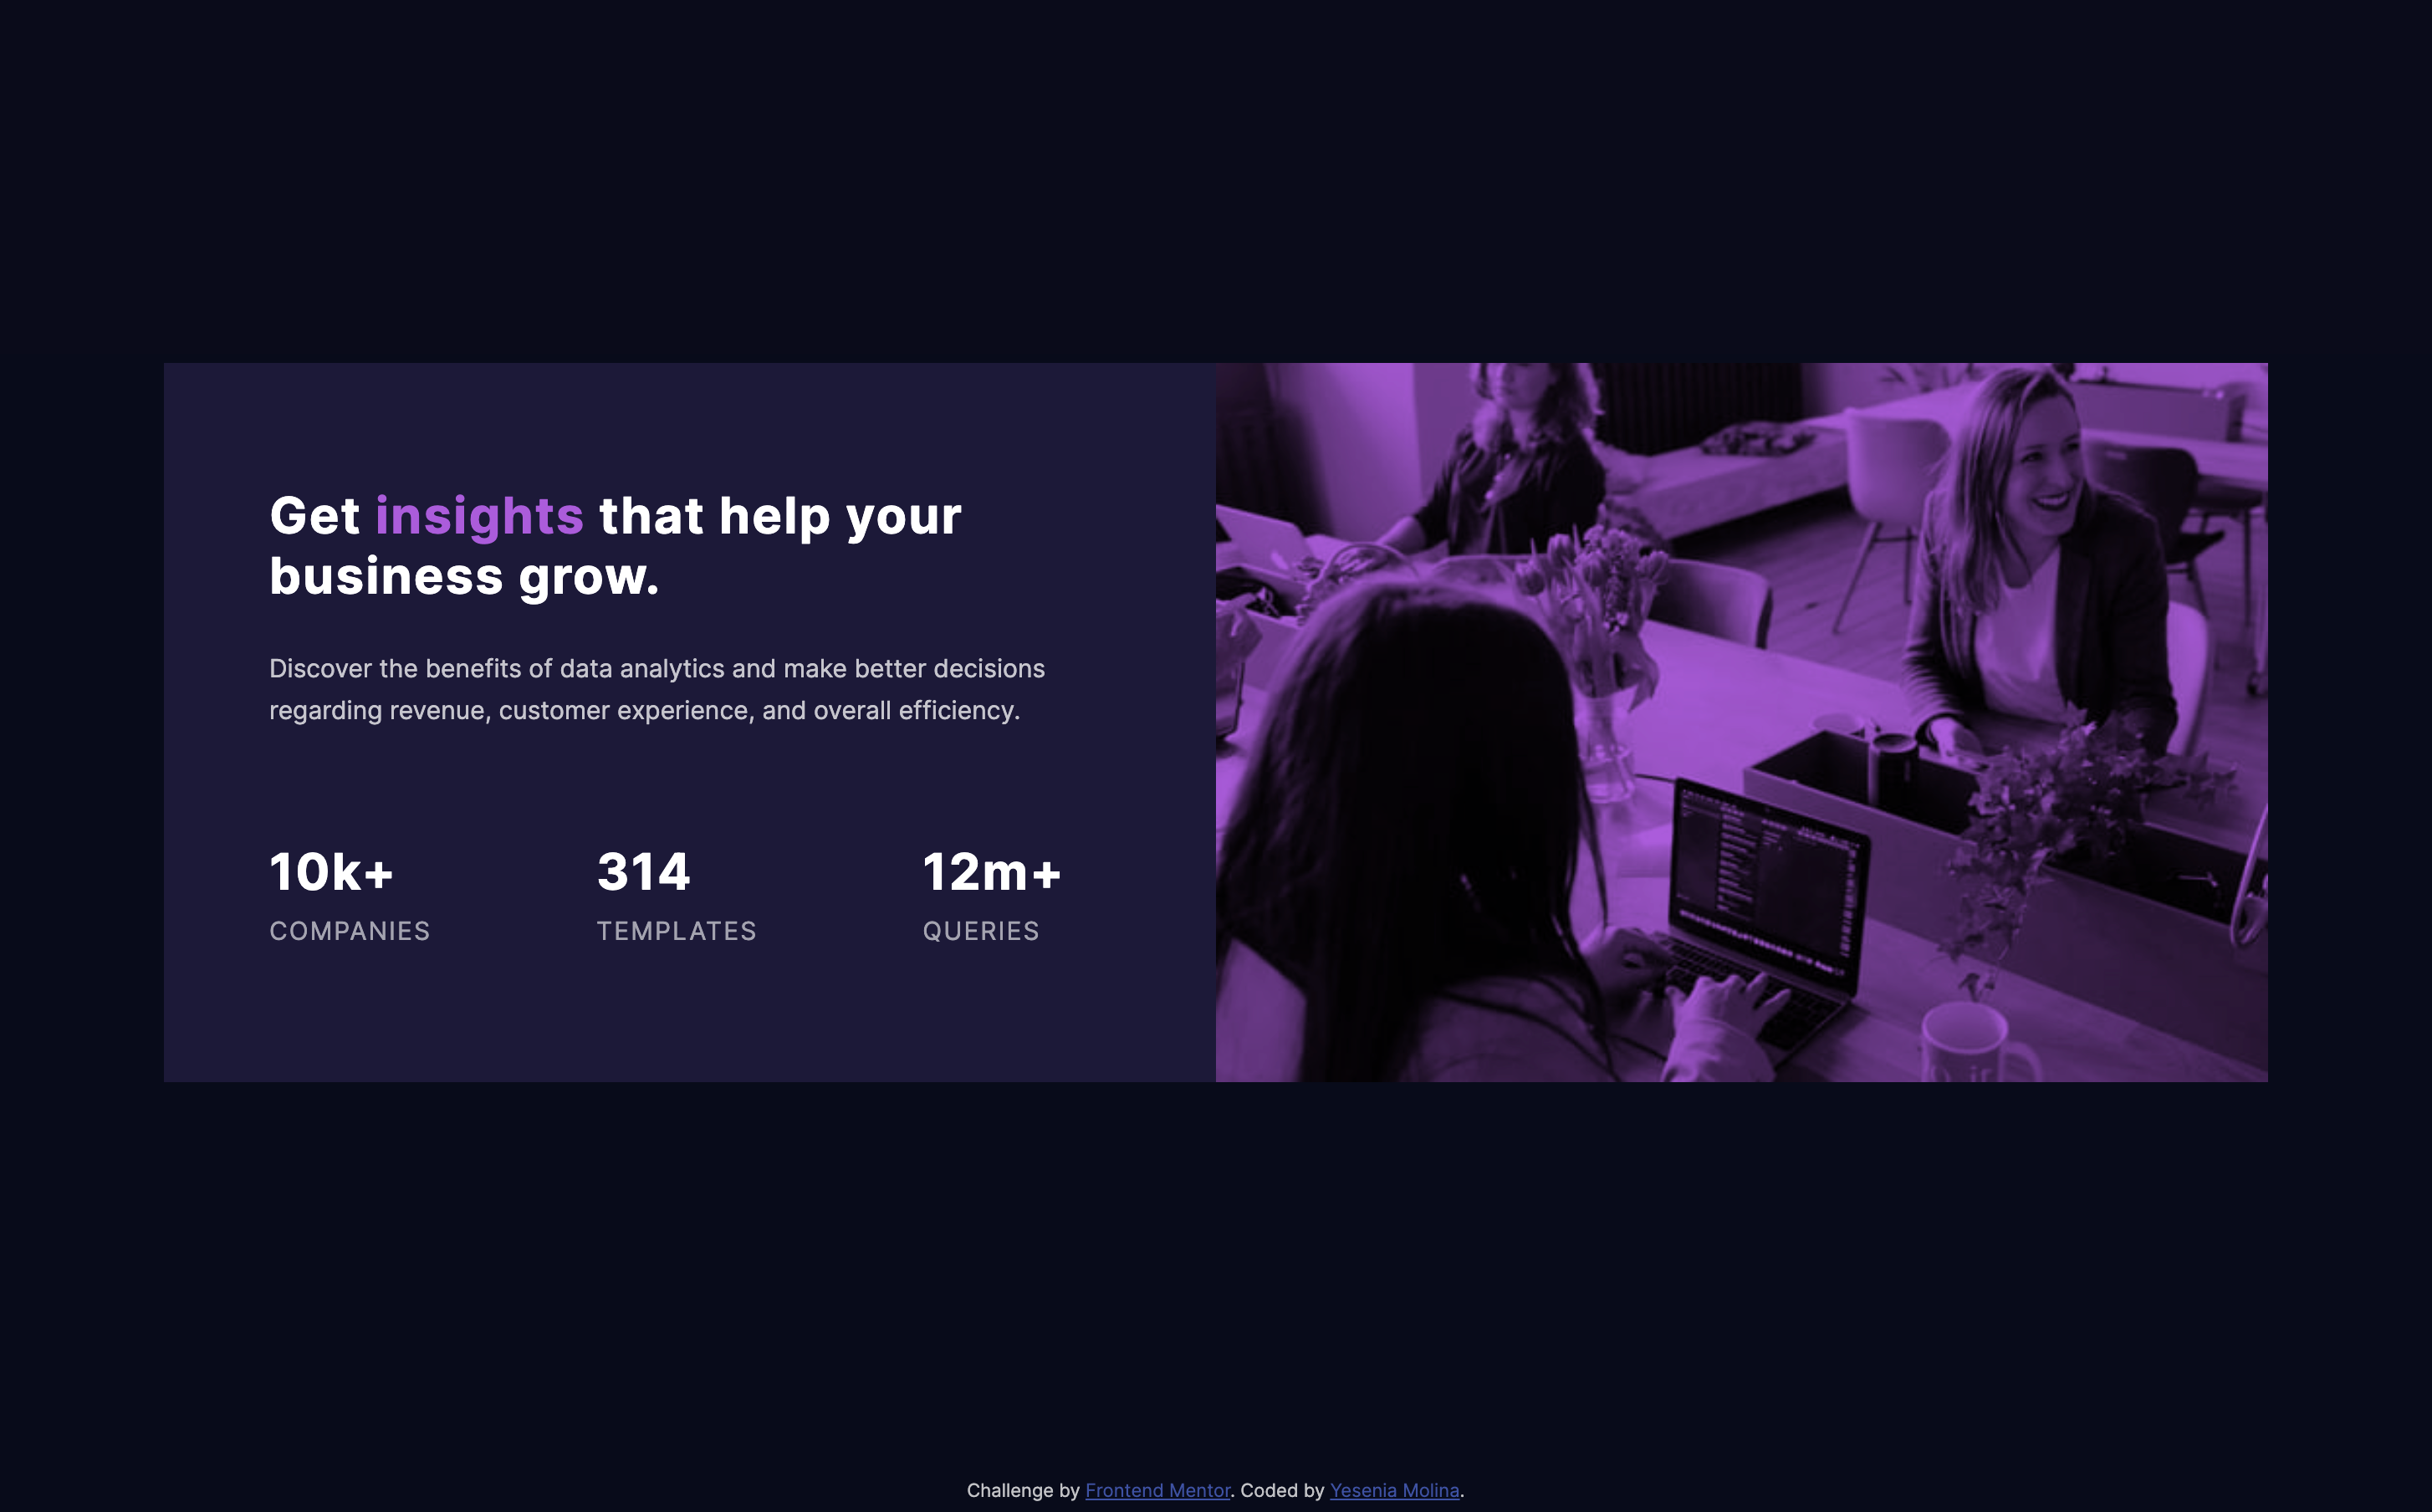 Get insights that help your
business grow.
Discover the benefits of data analytics and make better decisions
regarding revenue, customer experience, and overall efficiency.
10k+
COMPANIES
314
TEMPLATES
12m+
QUERIES
Challenge by Frontend Mentor. Coded by Yesenia Molina.